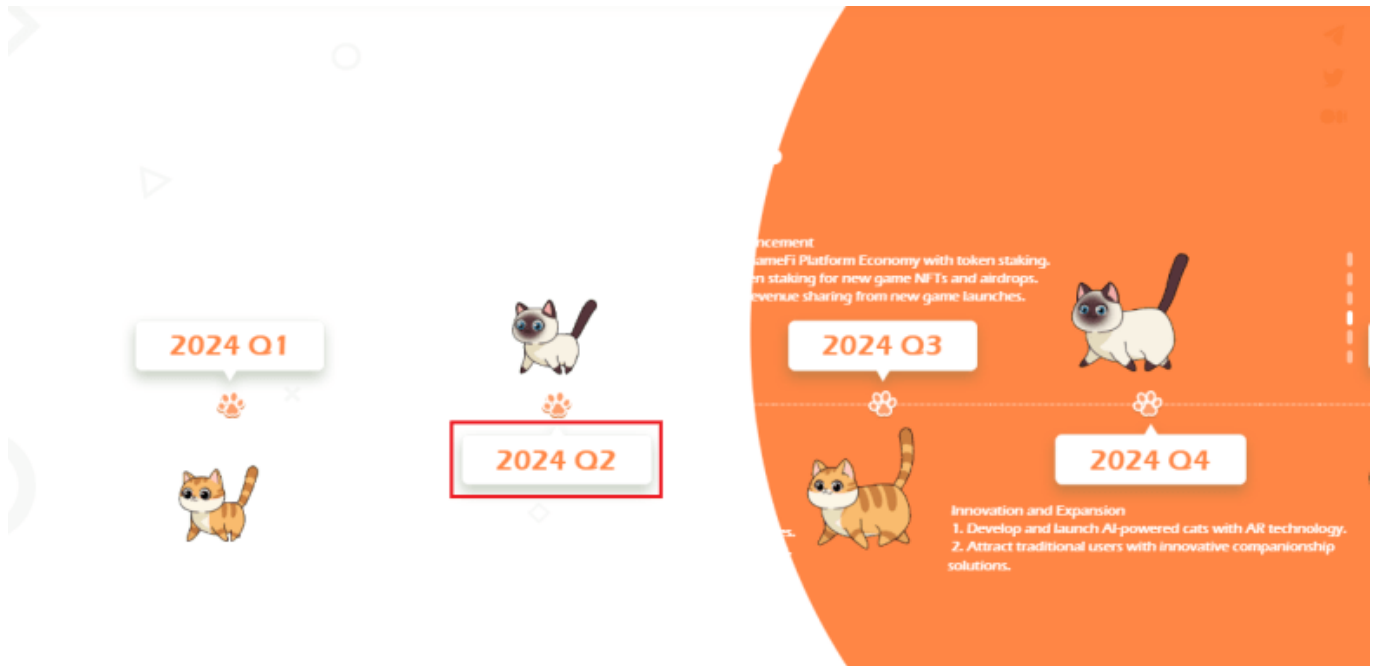 ameFi Platform Economy with token staking.
n staking for new game NFTs and airdrops.
evenue sharing from new game launches.
2024 Q1
2024 Q3
2024 Q2
2024 Q4
Innovation and Expansion
1. Develop and launch AI-powered cats with AR technology.
2. Attract traditional users with innovative companionship
solutions.